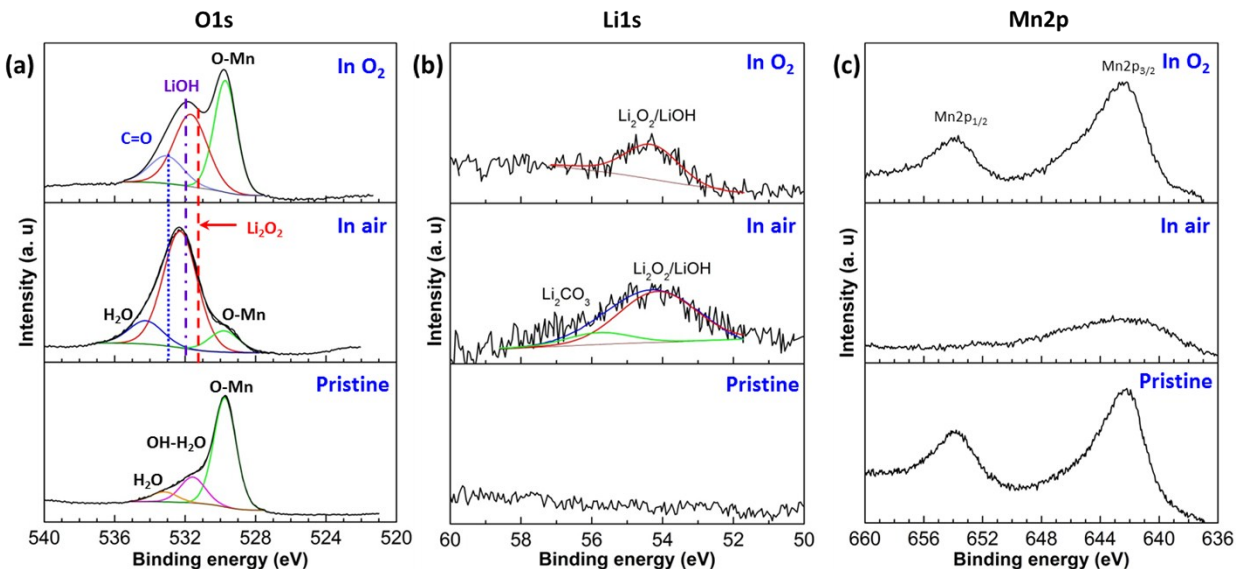 O1s
Li1s
Mn2p
(a)
In O2
O-Mn
LiOH
C=O
In air
Li2O2
H2O
O-Mn
Pristine
O-Mn
OH-H2O
H2O
Intensity (a. u)
540 536 532 528 524 520
Binding energy (eV)
(b)
In O2
Li2O2/LiOH
In air
Li2O2/LiOH
Li2CO3
Pristine
Intensity (a. u)
60 58 56 54 52 50
Binding energy (eV)
(c)
In O2
Mn2p3/2
Mn2p1/2
In air
Pristine
Intensity (a. u)
660 656 652 648 644 640 636
Binding energy (eV)